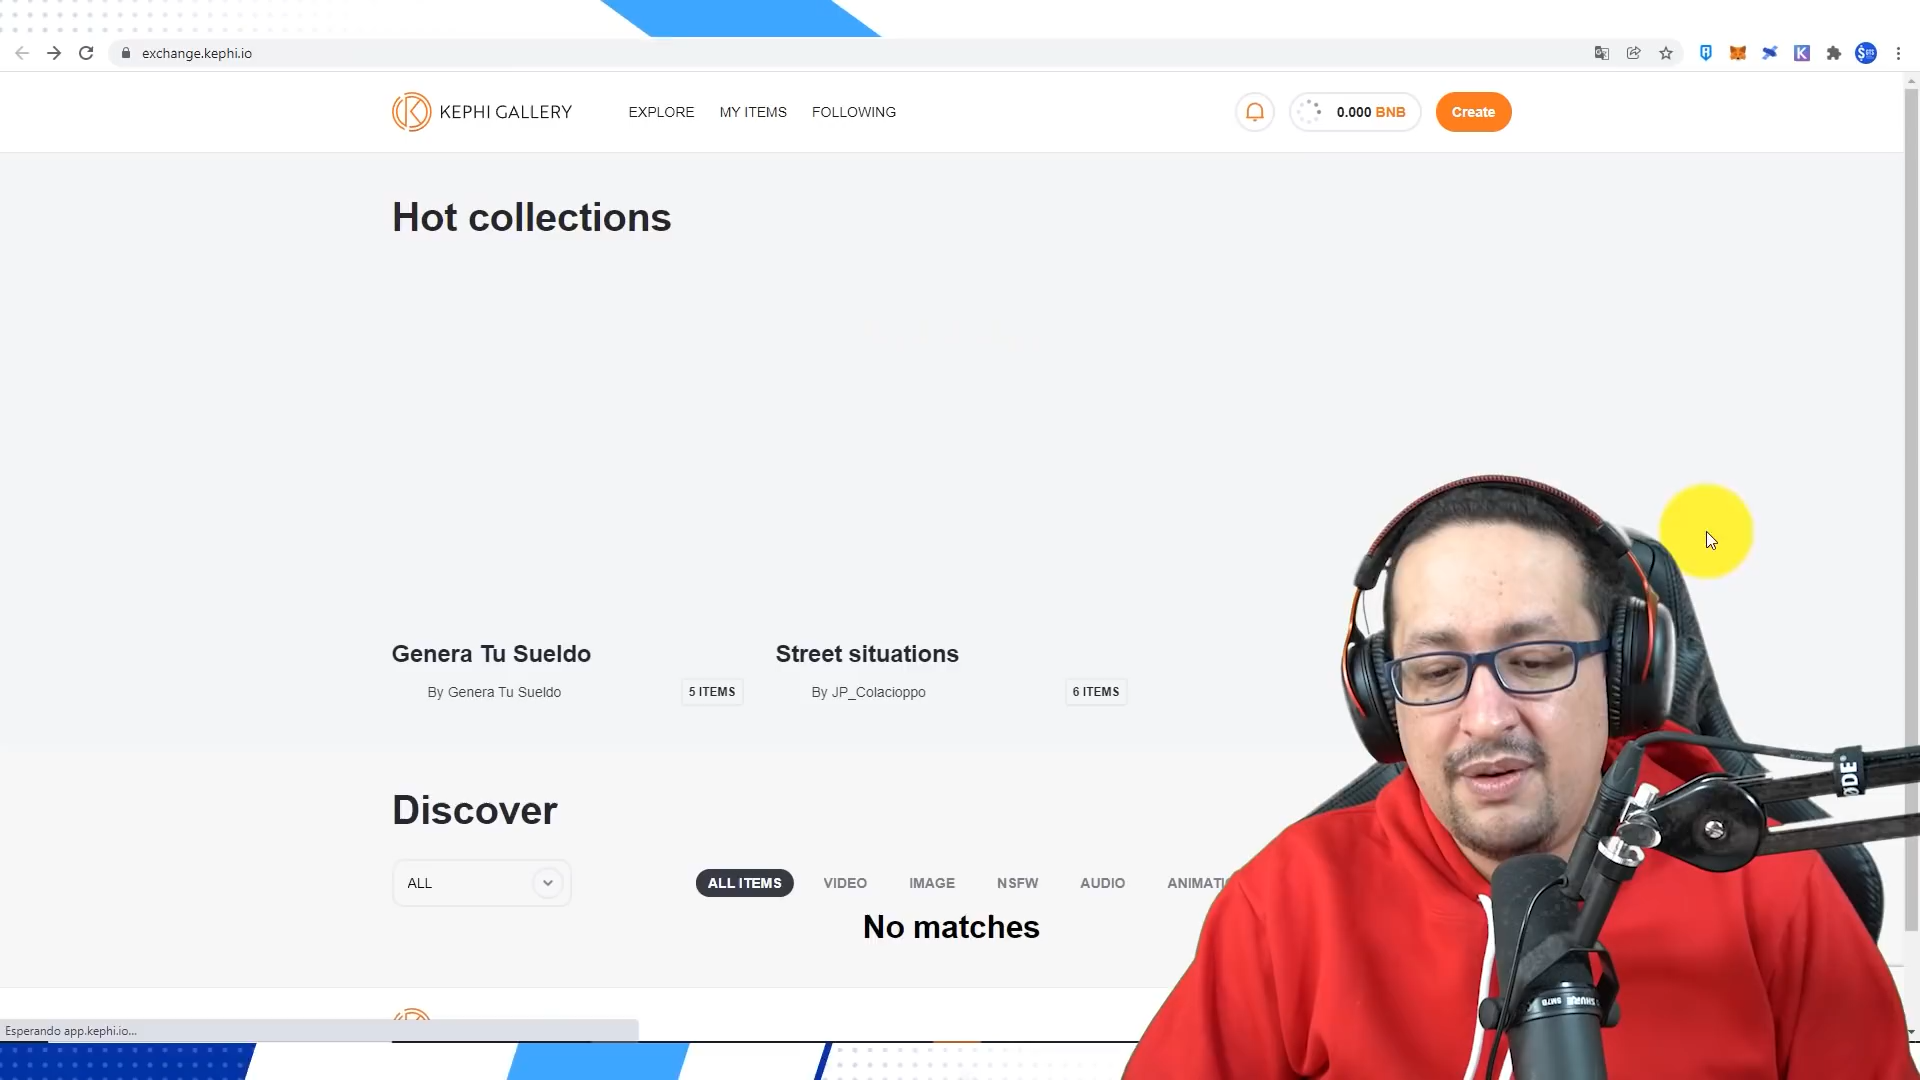 exchange.kephi.io
KEPHI GALLERY EXPLORE MY ITEMS FOLLOWING 0.000 BNB Create
Hot collections
Genera Tu Sueldo
By Genera Tu Sueldo 5 ITEMS
Street situations
By JP_Colacioppo 6 ITEMS
Discover
ALL ALL ITEMS VIDEO IMAGE NSFW AUDIO
No matches
Esperando app.kephi.io...